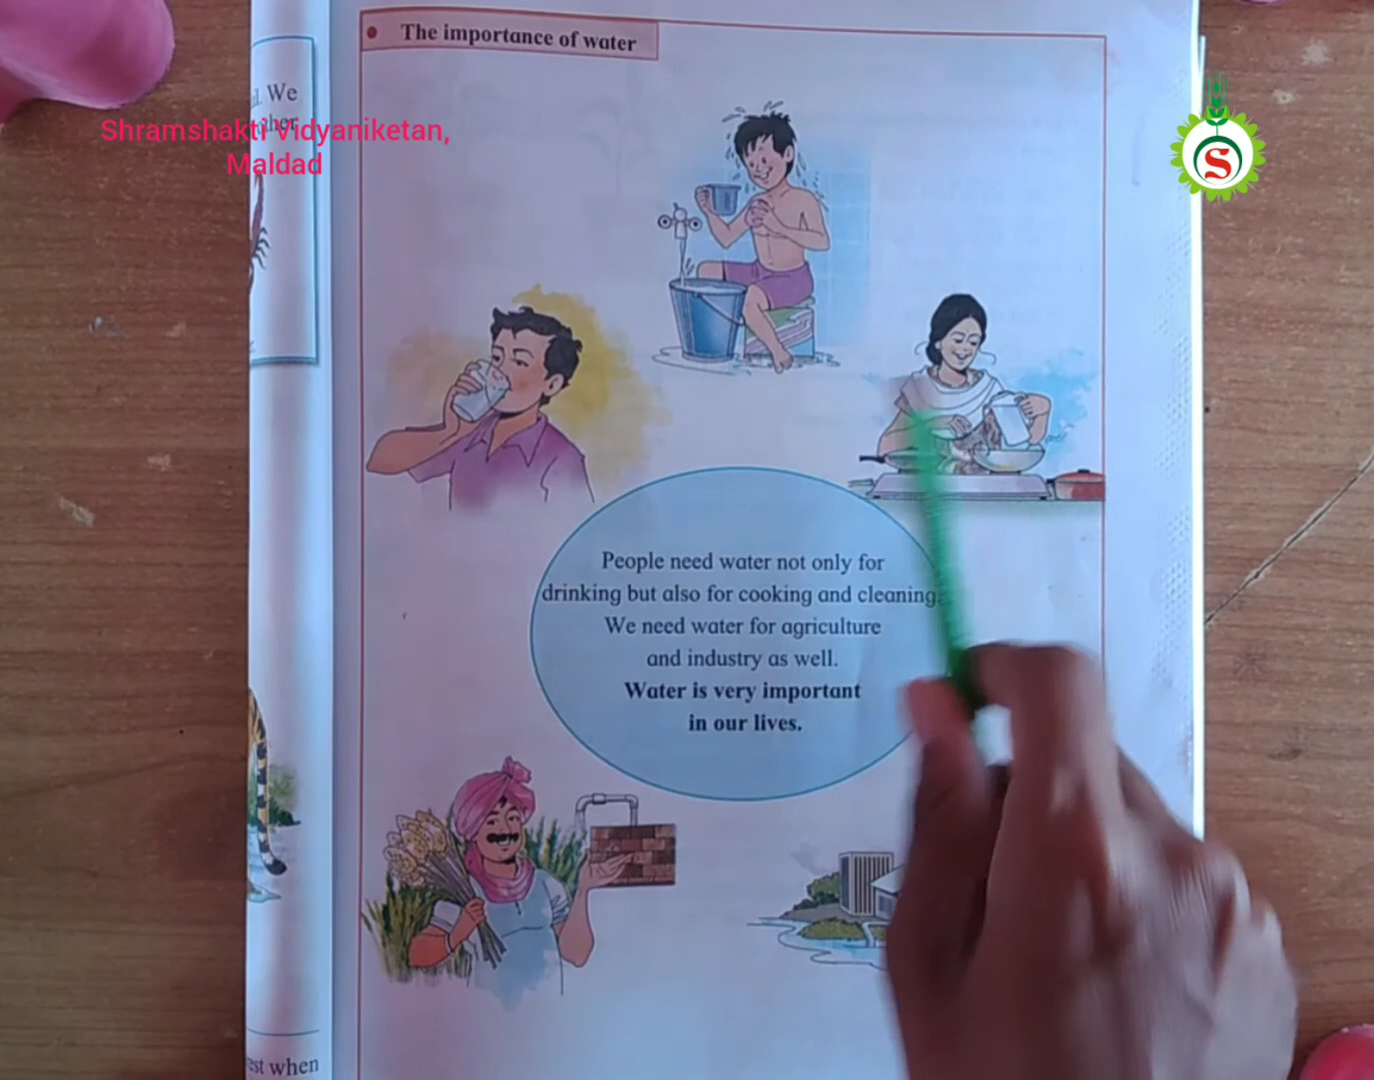 The importance of water
We
ther
Shramshakti Vidyaniketan,
Maldad
S
People need water not only for
drinking but also for cooking and cleaning.
We need water for agriculture
and industry as well.
Water is very important
in our lives.
est when